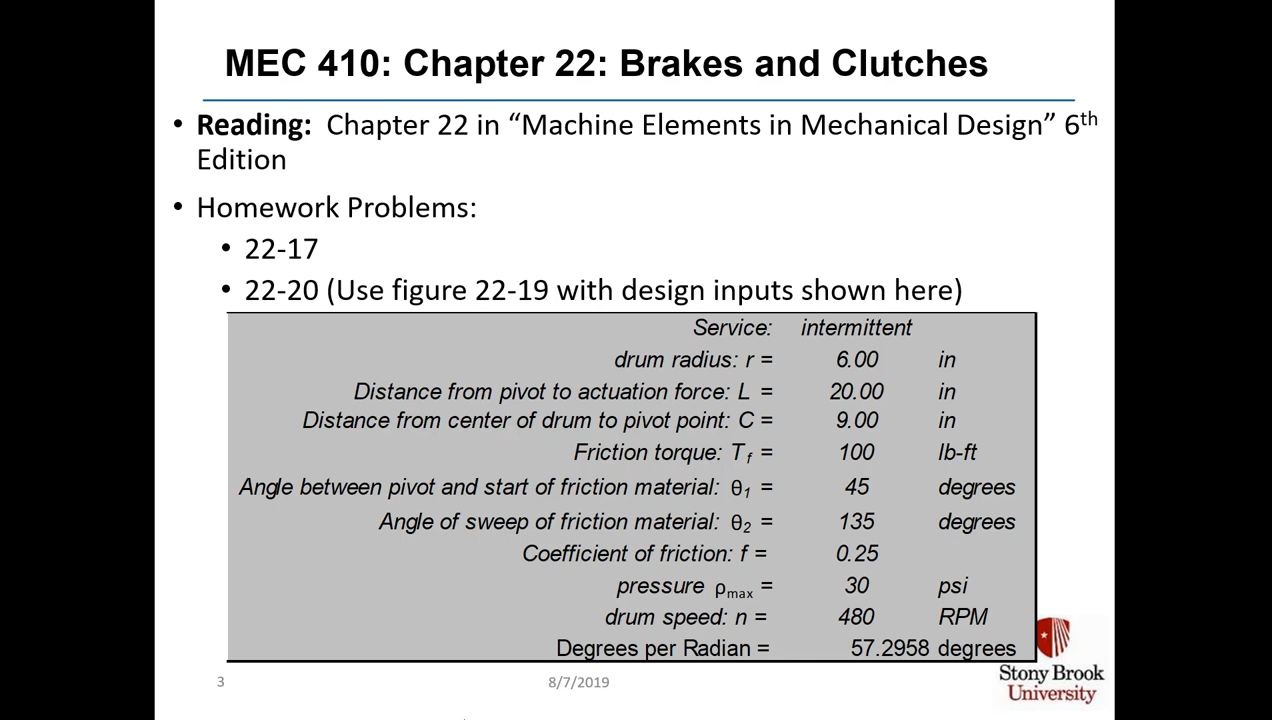 MEC 410: Chapter 22: Brakes and Clutches
• Reading: Chapter 22 in “Machine Elements in Mechanical Design” 6th
Edition
• Homework Problems:
• 22-17
• 22-20 (Use figure 22-19 with design inputs shown here)
Service: intermittent
drum radius: r = 6.00 in
Distance from pivot to actuation force: L = 20.00 in
Distance from center of drum to pivot point: C = 9.00 in
Friction torque: Tf = 100 lb-ft
Angle between pivot and start of friction material: θ1 = 45 degrees
Angle of sweep of friction material: θ2 = 135 degrees
Coefficient of friction: f = 0.25
pressure ρmax = 30 psi
drum speed: n = 480 RPM
Degrees per Radian = 57.2958 degrees
3 8/7/2019
Stony Brook
University